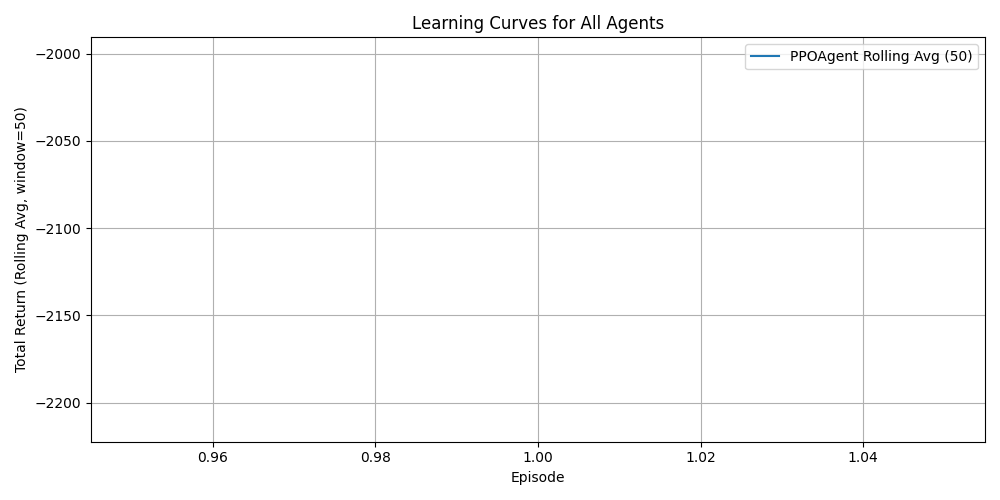 Learning Curves for All Agents
PPOAgent Rolling Avg (50)
Total Return (Rolling Avg, window=50)
−2000
−2050
−2100
−2150
−2200
0.96
0.98
1.00
1.02
1.04
Episode